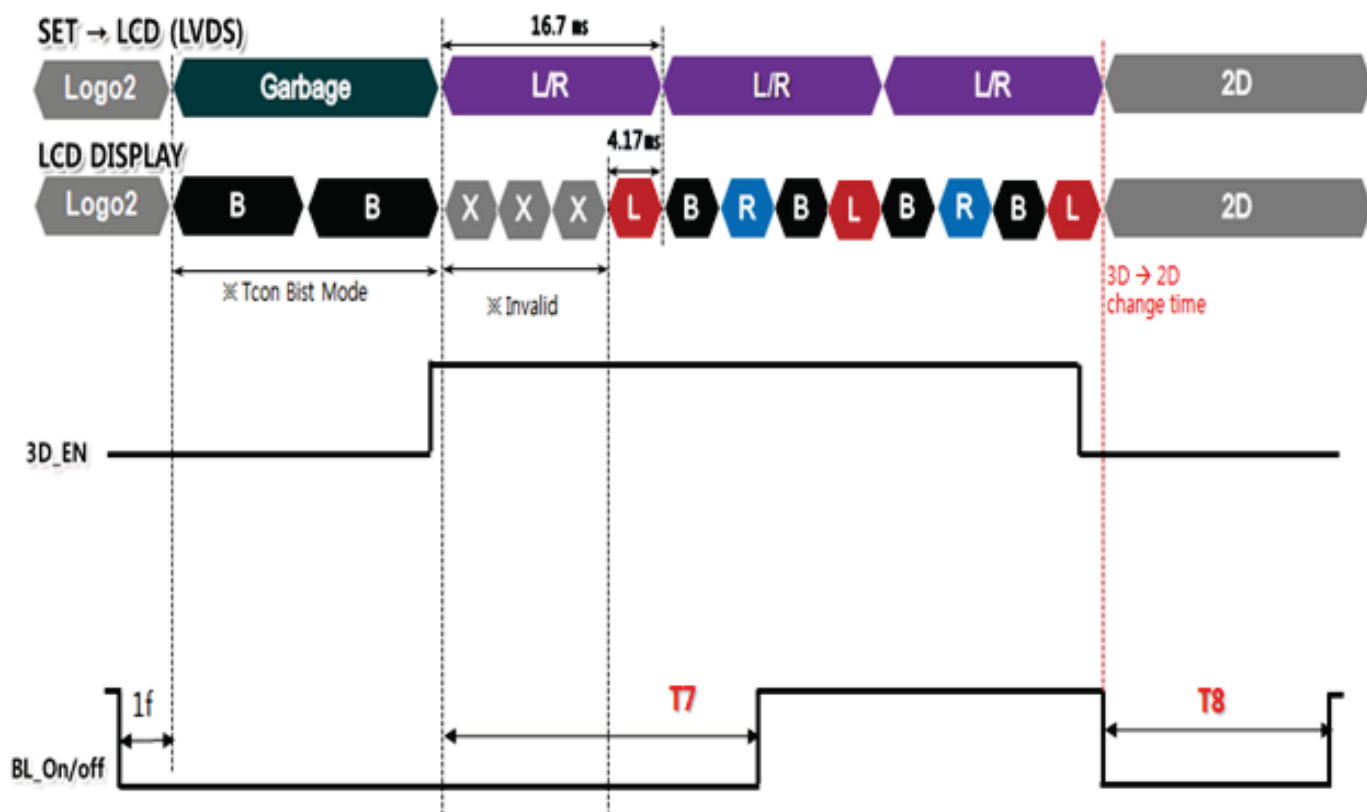 SET → LCD (LVDS)
16.7 ms
Logo2 Garbage L/R L/R L/R 2D
LCD DISPLAY
4.17ms
Logo2 B B X X X L B R B L B R B L 2D
※ Tcon Bist Mode
※ Invalid
3D → 2D
change time
3D_EN
1f
T7
T8
BL_On/off